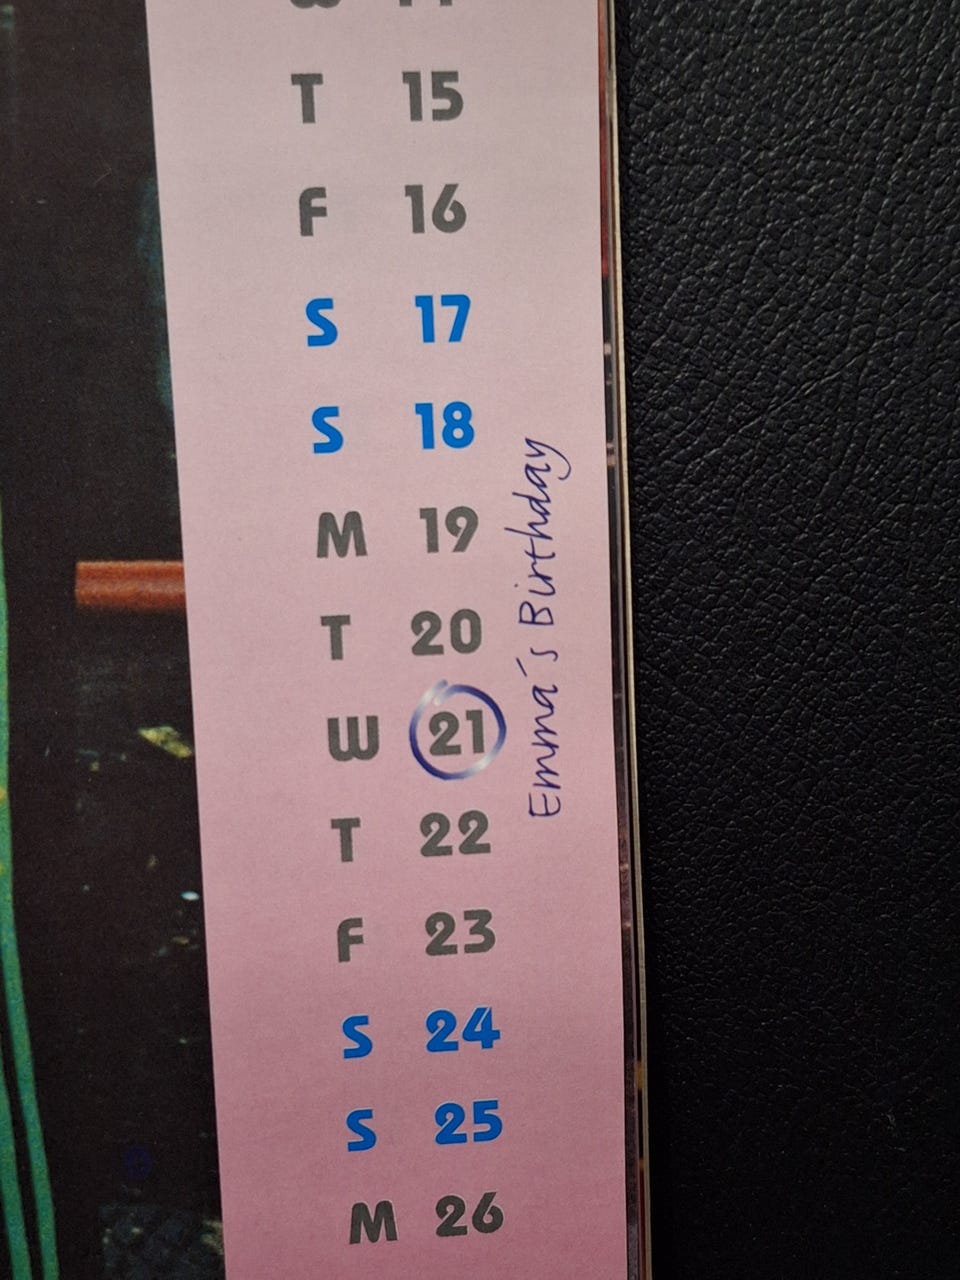 T 15
F 16
S 17
S 18
M 19
T 20
W 21
T 22
F 23
S 24
S 25
M 26
Emma´s Birthday